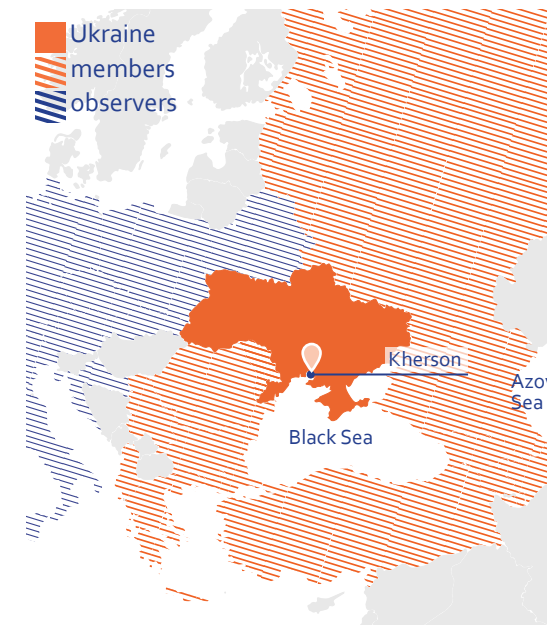 Ukraine
members
observers
Kherson
Azov
Sea
Black Sea